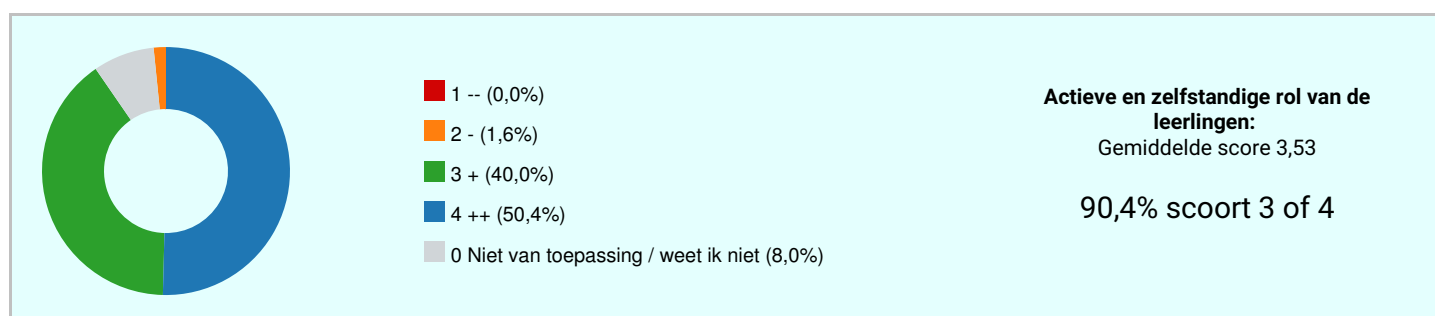 1 -- (0,0%)
2 - (1,6%)
3 + (40,0%)
4 ++ (50,4%)
0 Niet van toepassing / weet ik niet (8,0%)
Actieve en zelfstandige rol van de
leerlingen:
Gemiddelde score 3,53
90,4% scoort 3 of 4